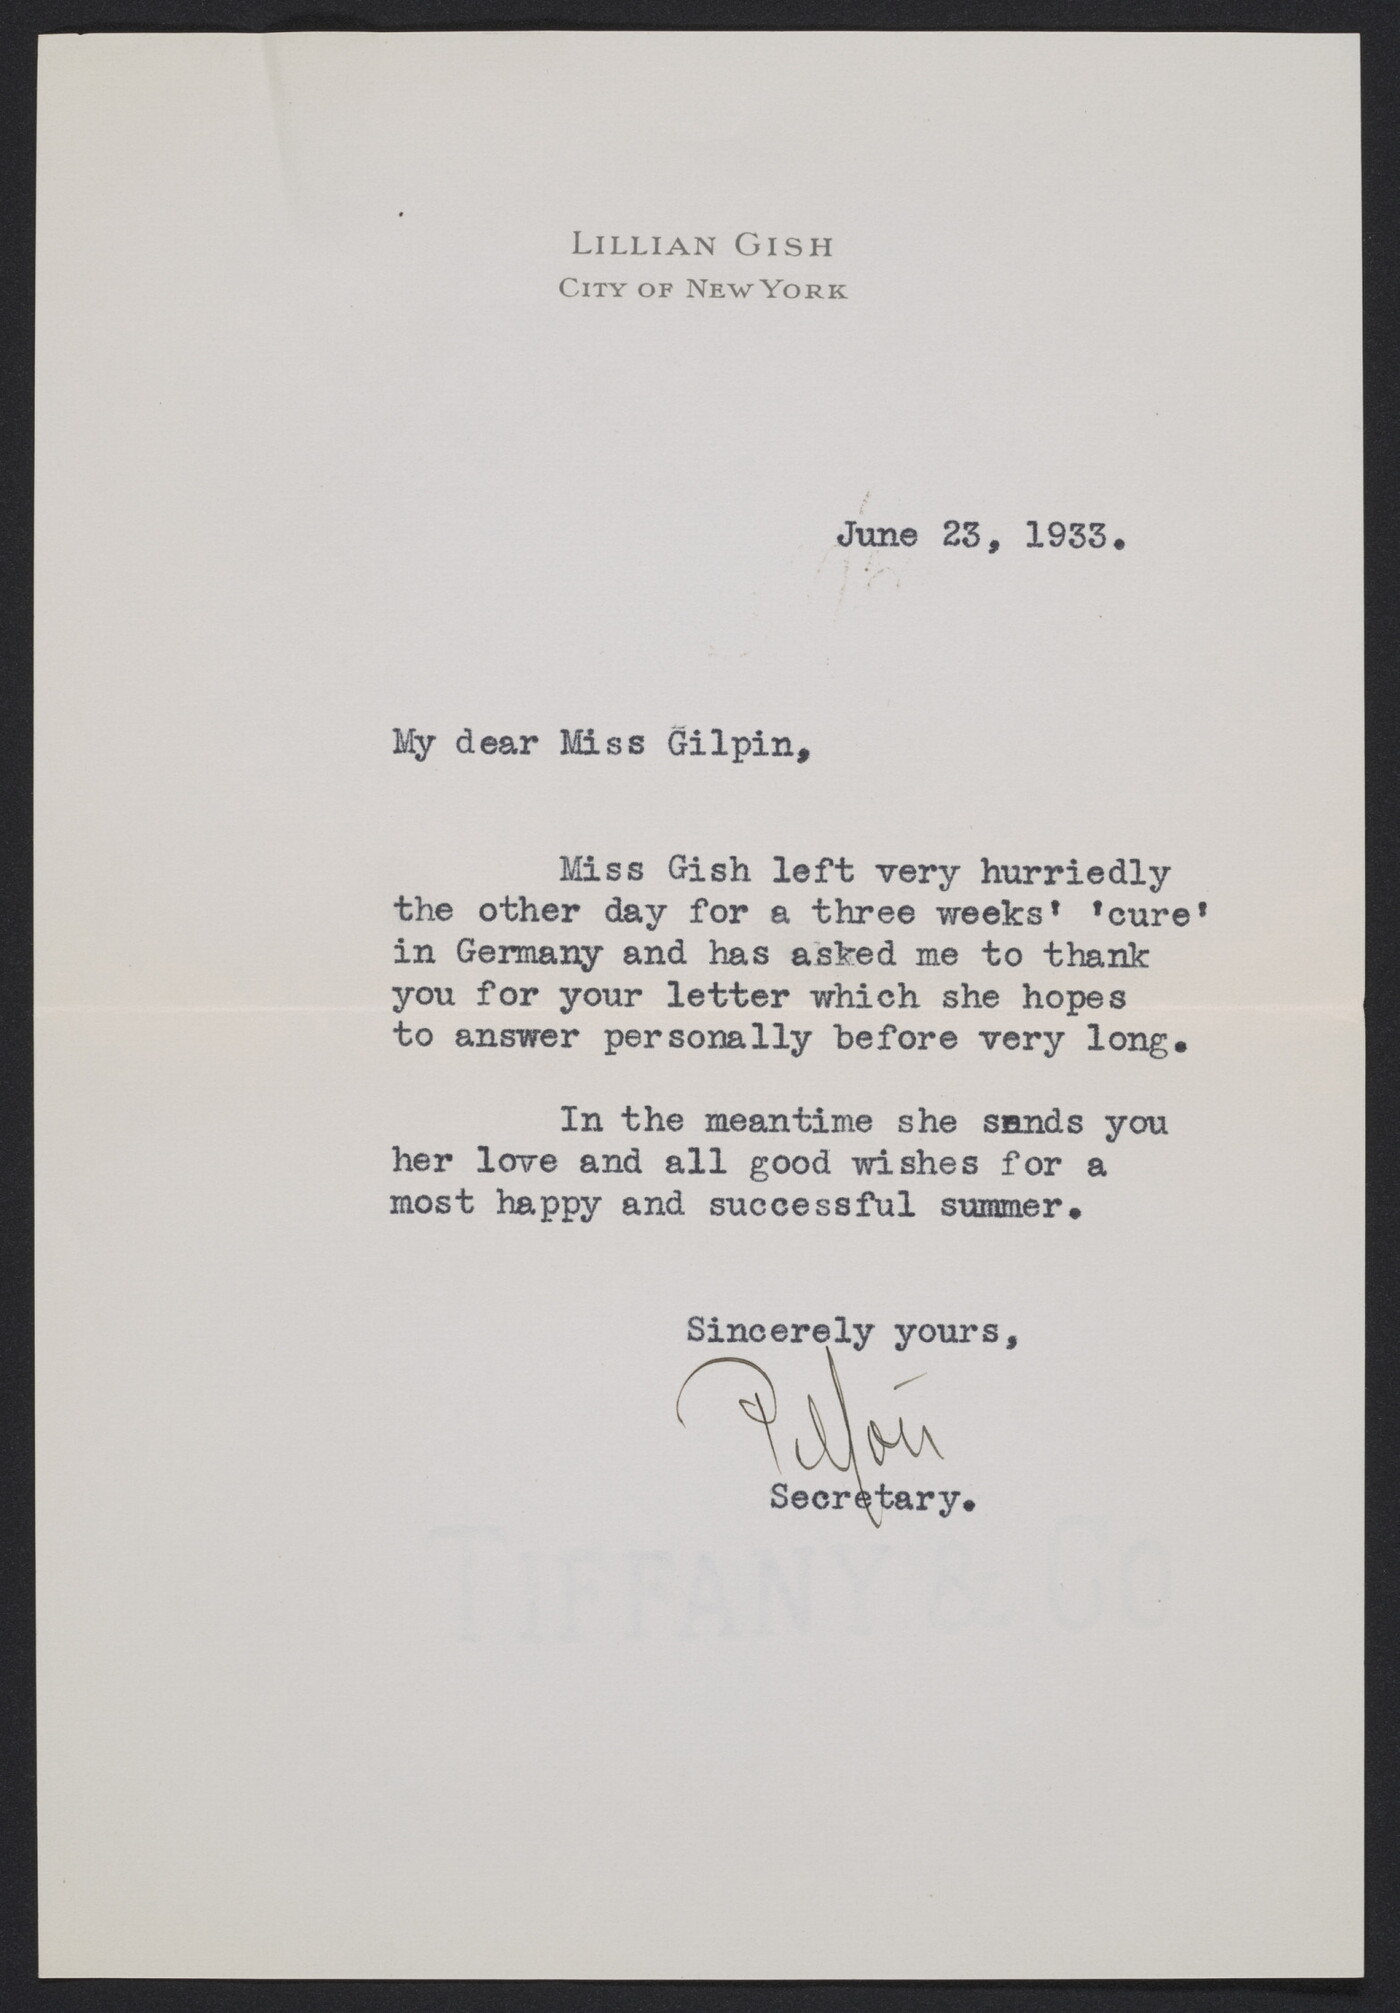 LILLIAN GISH
CITY OF NEW YORK
June 23, 1933.
My dear Miss Gilpin,
Miss Gish left very hurriedly
the other day for a three weeks' 'cure'
in Germany and has asked me to thank
you for your letter which she hopes
to answer personally before very long.
In the meantime she sends you
her love and all good wishes for a
most happy and successful summer.
Sincerely yours,
Secretary.
TIFFANY & CO